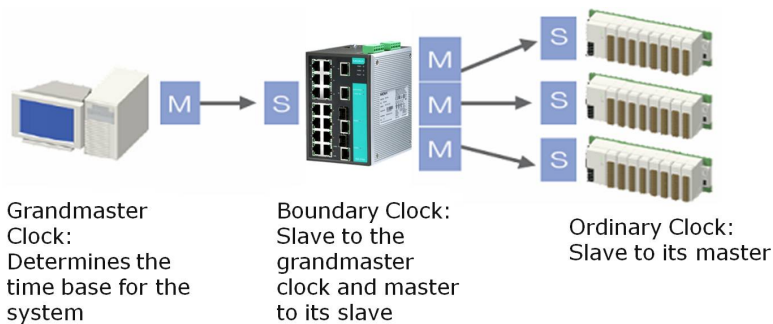 M
S
M
M
M
S
S
S
Grandmaster
Clock:
Determines the
time base for the
system
Boundary Clock:
Slave to the
grandmaster
clock and master
to its slave
Ordinary Clock:
Slave to its master